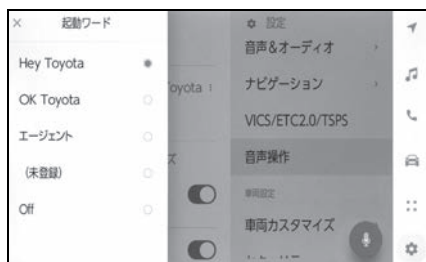 × 起動ワード
Hey Toyota
OK Toyota
エージェント
(未登録)
Off
oyota
ズ
設定
音声&オーディオ
ナビゲーション
VICS/ETC2.0/TSPS
音声操作
車両設定
車両カスタマイズ